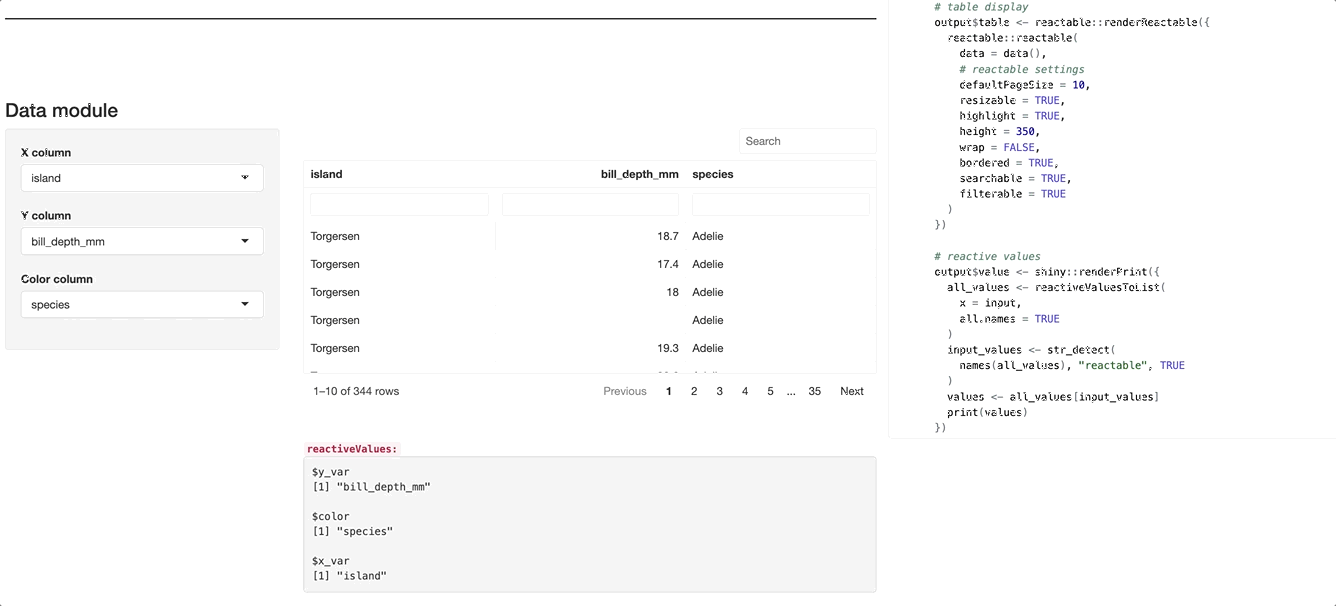 Data module
X column
island
Y column
bill_depth_mm
Color column
species
Search
island bill_depth_mm species
Torgersen 18.7 Adelie
Torgersen 17.4 Adelie
Torgersen 18 Adelie
Torgersen Adelie
Torgersen 19.3 Adelie
1–10 of 344 rows Previous 1 2 3 4 5 ... 35 Next
reactiveValues:
$y_var
[1] "bill_depth_mm"
$color
[1] "species"
$x_var
[1] "island"
# table display
output$table <- reactable::renderReactable({
reactable::reactable(
data = data(),
# reactable settings
defaultPageSize = 10,
resizable = TRUE,
highlight = TRUE,
height = 350,
wrap = FALSE,
bordered = TRUE,
searchable = TRUE,
filterable = TRUE
)
})
# reactive values
output$value <- shiny::renderPrint({
all_values <- reactiveValuesToList(
x = input,
all.names = TRUE
)
input_values <- str_detect(
names(all_values), "reactable", TRUE
)
values <- all_values[input_values]
print(values)
})